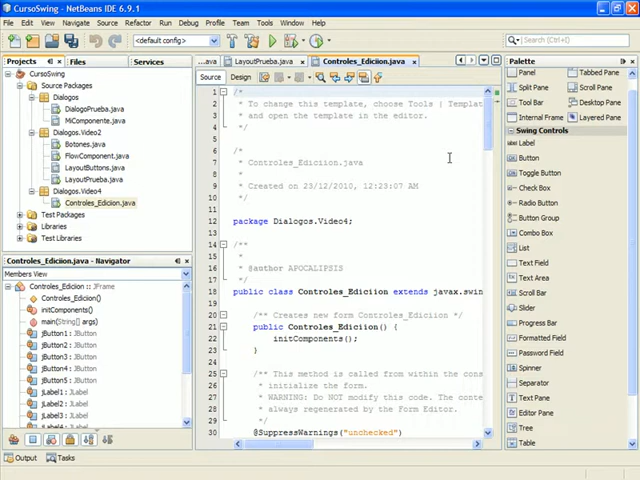 CursoSwing - NetBeans IDE 6.9.1
File Edit View Navigate Source Refactor Run Debug Profile Team Tools Window Help
<default config>
Search (Ctrl+I)
Projects
Files
Services
CursoSwing
Source Packages
Dialogos
DialogoPrueba.java
MiComponente.java
Dialogos.Video2
Botones.java
FlowComponent.java
LayoutButtons.java
LayoutPrueba.java
Dialogos.Video4
Controles_Ediciion.java
Test Packages
Libraries
Test Libraries
Controles_Ediciion.java - Navigator
Members View
Controles_Ediciion :: JFrame
Controles_Ediciion()
initComponents()
main(String[] args)
jButton1 : JButton
jButton2 : JButton
jButton3 : JButton
jButton4 : JButton
jButton5 : JButton
jLabel1 : JLabel
jLabel2 : JLabel
jLabel3 : JLabel
jLabel4 : JLabel
...ava
LayoutPrueba.java
Controles_Ediciion.java
Source
Design
1 /*
2 * To change this template, choose Tools | Templat
3 * and open the template in the editor.
4 */
5
6 /*
7 * Controles_Ediciion.java
8 *
9 * Created on 23/12/2010, 12:23:07 AM
10 */
11
12 package Dialogos.Video4;
13
14 /**
15 *
16 * @author APOCALIPSIS
17 */
18 public class Controles_Ediciion extends javax.swin
19
20 /** Creates new form Controles_Ediciion */
21 public Controles_Ediciion() {
22 initComponents();
23 }
24
25 /** This method is called from within the cons
26 * initialize the form.
27 * WARNING: Do NOT modify this code. The conte
28 * always regenerated by the Form Editor.
29 */
30 @SuppressWarnings("unchecked")
Palette
Panel
Tabbed Pane
Split Pane
Scroll Pane
Tool Bar
Desktop Pane
Internal Frame
Layered Pane
Swing Controls
Label
Button
Toggle Button
Check Box
Radio Button
Button Group
Combo Box
List
Text Field
Text Area
Scroll Bar
Slider
Progress Bar
Formatted Field
Password Field
Spinner
Separator
Text Pane
Editor Pane
Tree
Table
Output
Tasks